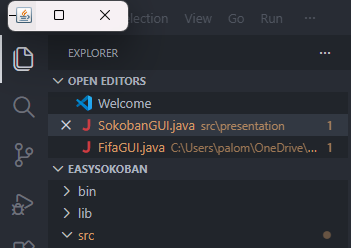 Selection View Go Run ...
EXPLORER ...
OPEN EDITORS
Welcome
SokobanGUI.java src\presentation 1
FifaGUI.java C:\Users\palom\OneDrive\... 1
EASYSOKOBAN
bin
lib
src